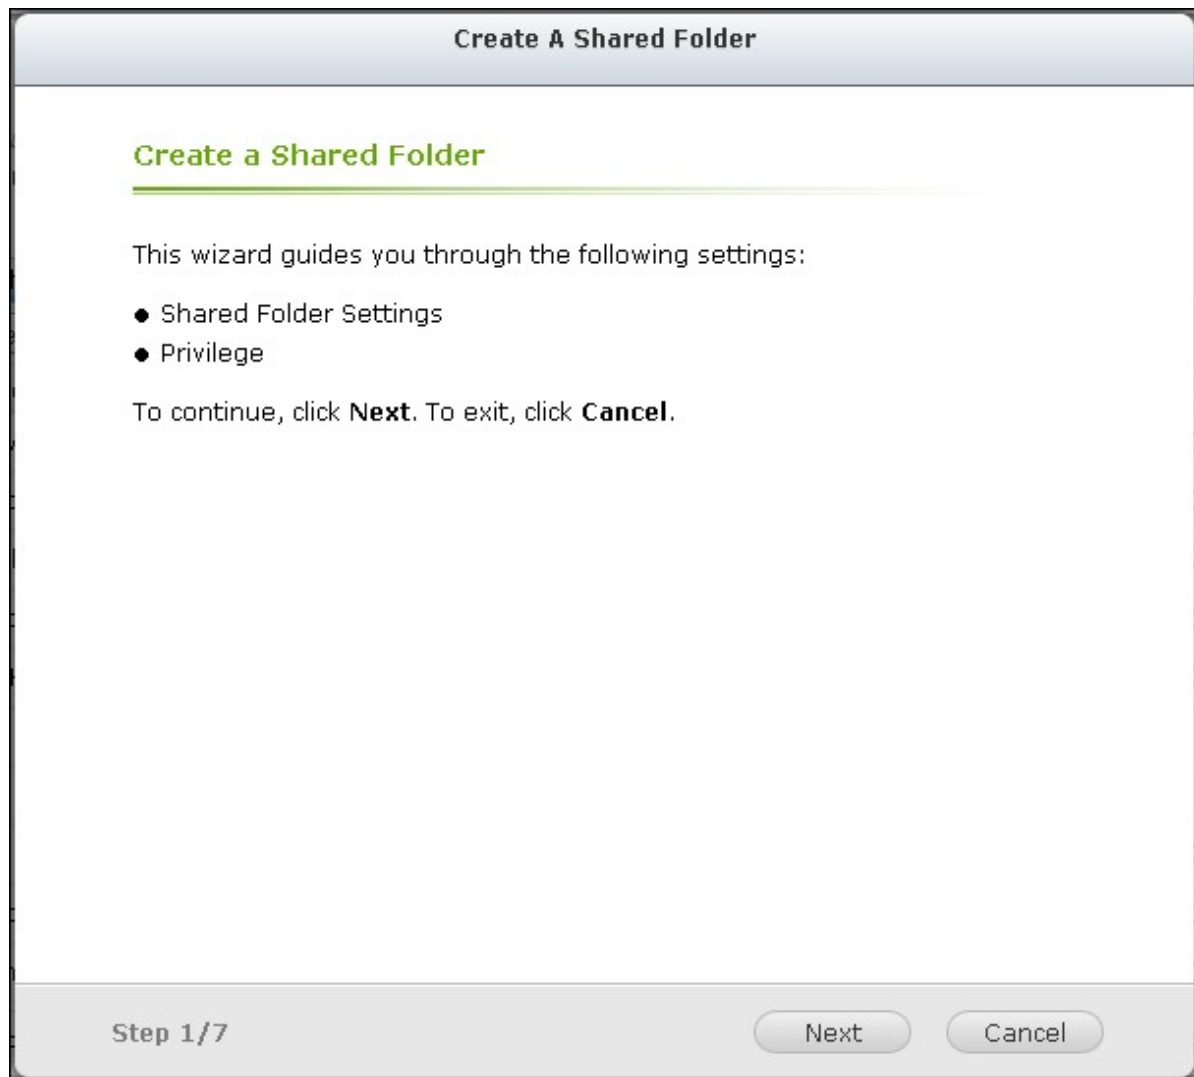 Create A Shared Folder
Create a Shared Folder
This wizard guides you through the following settings:
● Shared Folder Settings
● Privilege
To continue, click Next. To exit, click Cancel.
Step 1/7
Next
Cancel